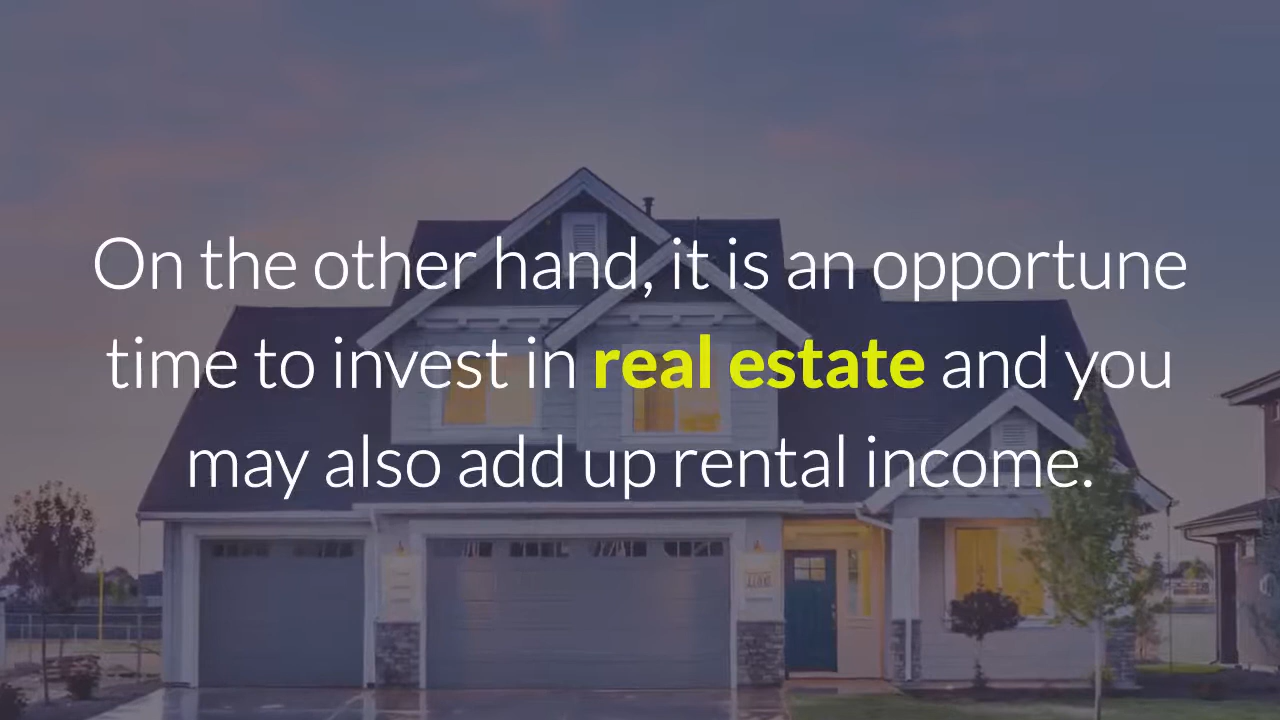 On the other hand, it is an opportune
time to invest in real estate and you
may also add up rental income.